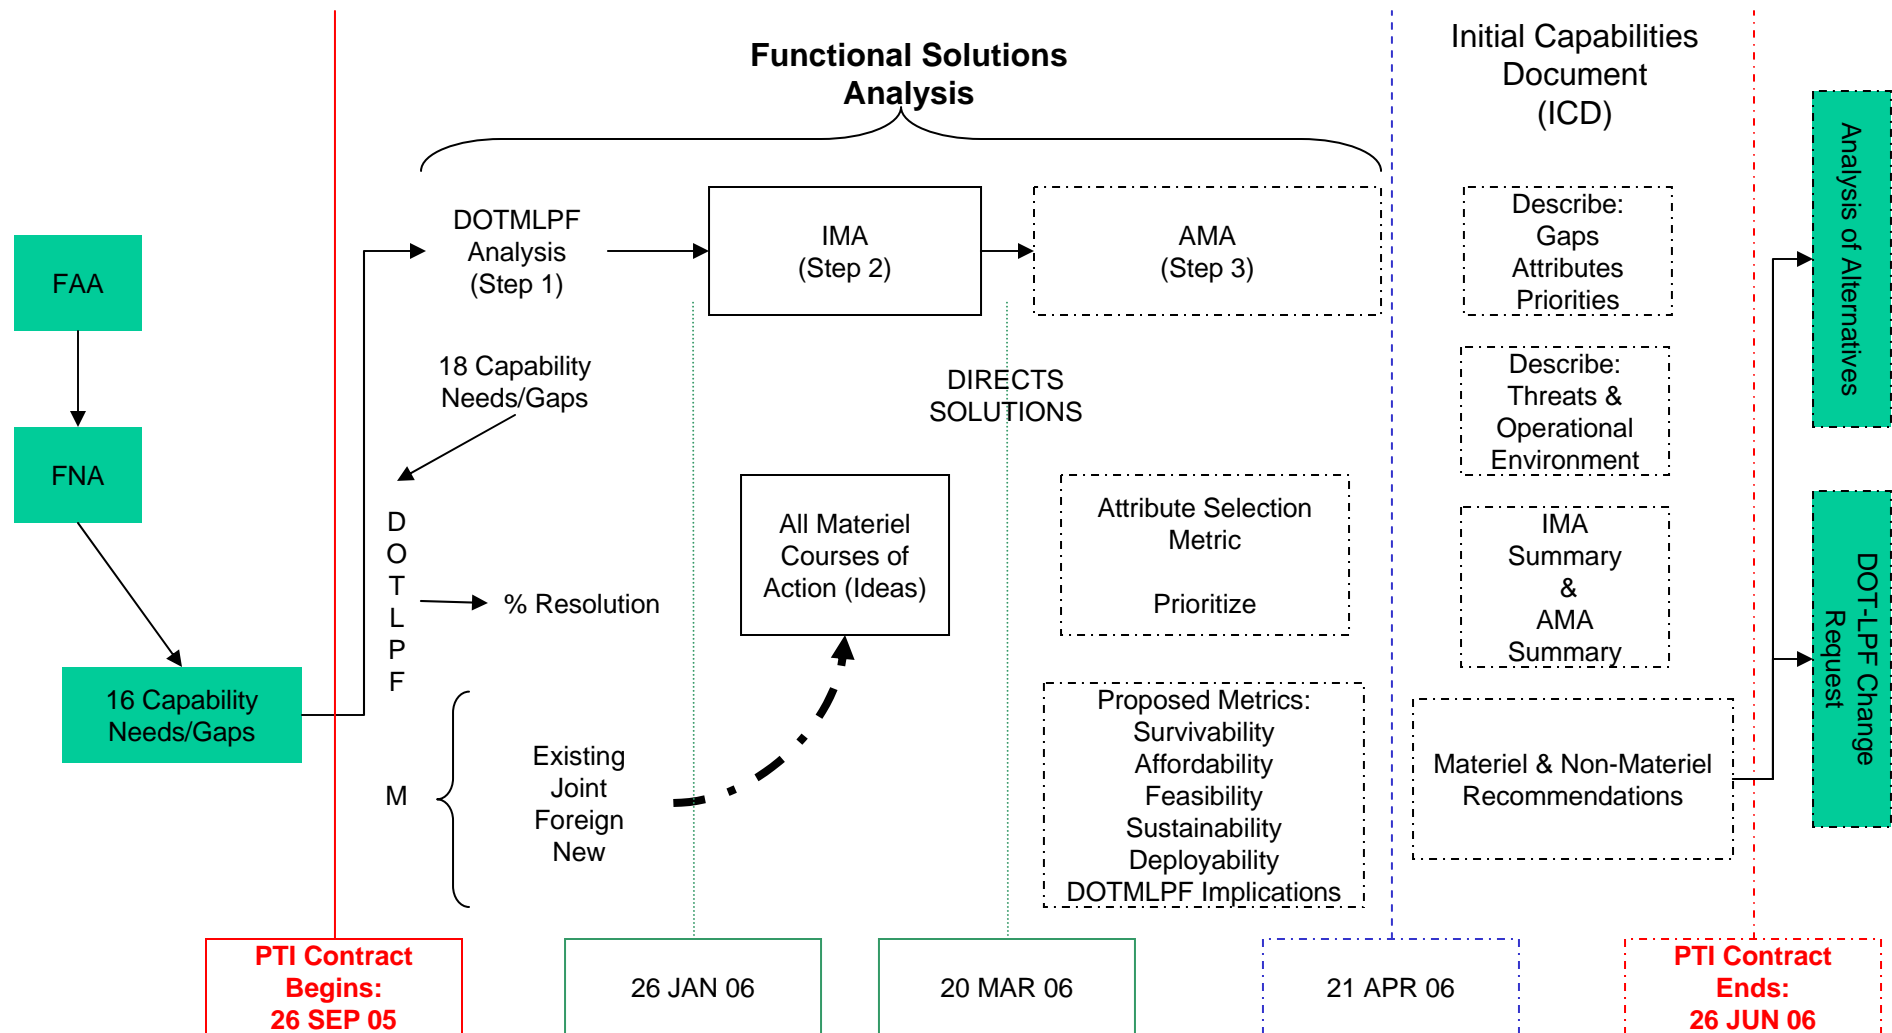 Functional Solutions
Analysis
Initial Capabilities
Document
(ICD)
FAA
FNA
16 Capability
Needs/Gaps
DOTMLPF
Analysis
(Step 1)
IMA
(Step 2)
AMA
(Step 3)
18 Capability
Needs/Gaps
DIRECTS
SOLUTIONS
D
O
T
L
P
F
% Resolution
M
Existing
Joint
Foreign
New
All Materiel
Courses of
Action (Ideas)
Attribute Selection
Metric
Prioritize
Proposed Metrics:
Survivability
Affordability
Feasibility
Sustainability
Deployability
DOTMLPF Implications
Describe:
Gaps
Attributes
Priorities
Describe:
Threats &
Operational
Environment
IMA
Summary
&
AMA
Summary
Materiel & Non-Materiel
Recommendations
Analysis of Alternatives
DOT-LPF Change
Request
PTI Contract
Begins:
26 SEP 05
26 JAN 06
20 MAR 06
21 APR 06
PTI Contract
Ends:
26 JUN 06